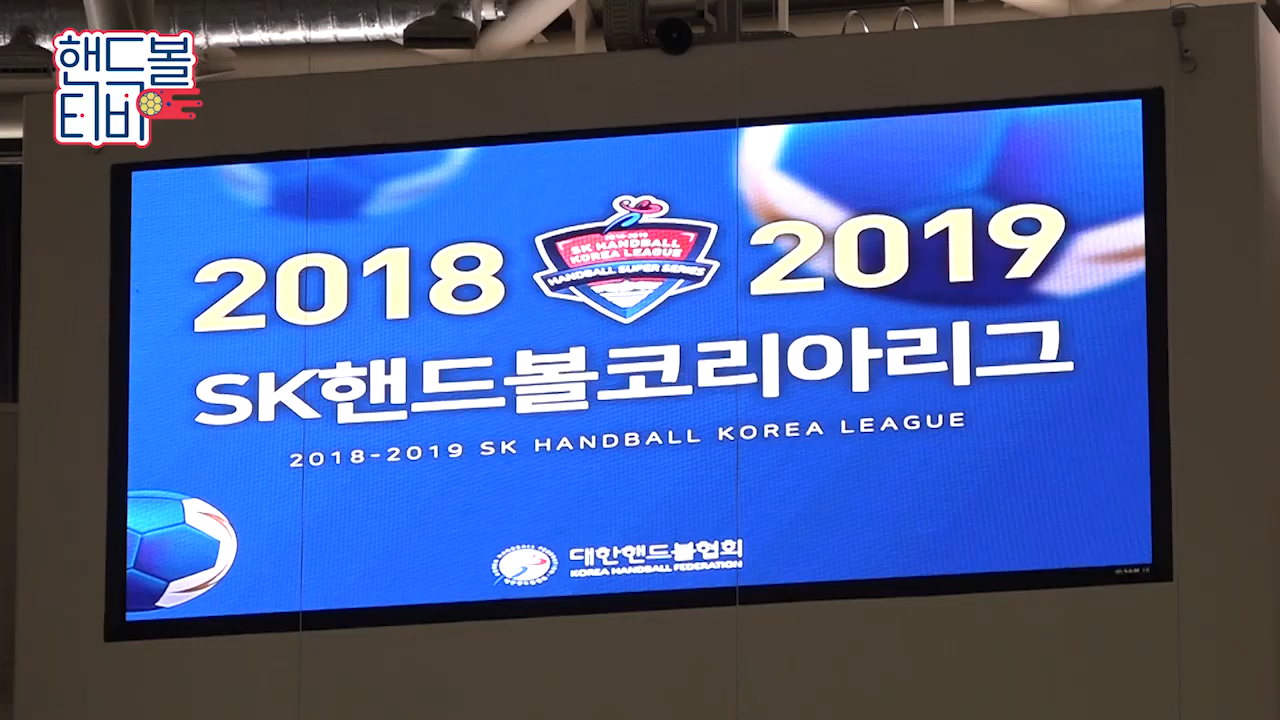 핸드볼
티비
2018
2018-2019
SK HANDBALL
KOREA LEAGUE
HANDBALL SUPER SERIES
2019
SK핸드볼코리아리그
2018-2019 SK HANDBALL KOREA LEAGUE
대한핸드볼협회
KOREA HANDBALL FEDERATION